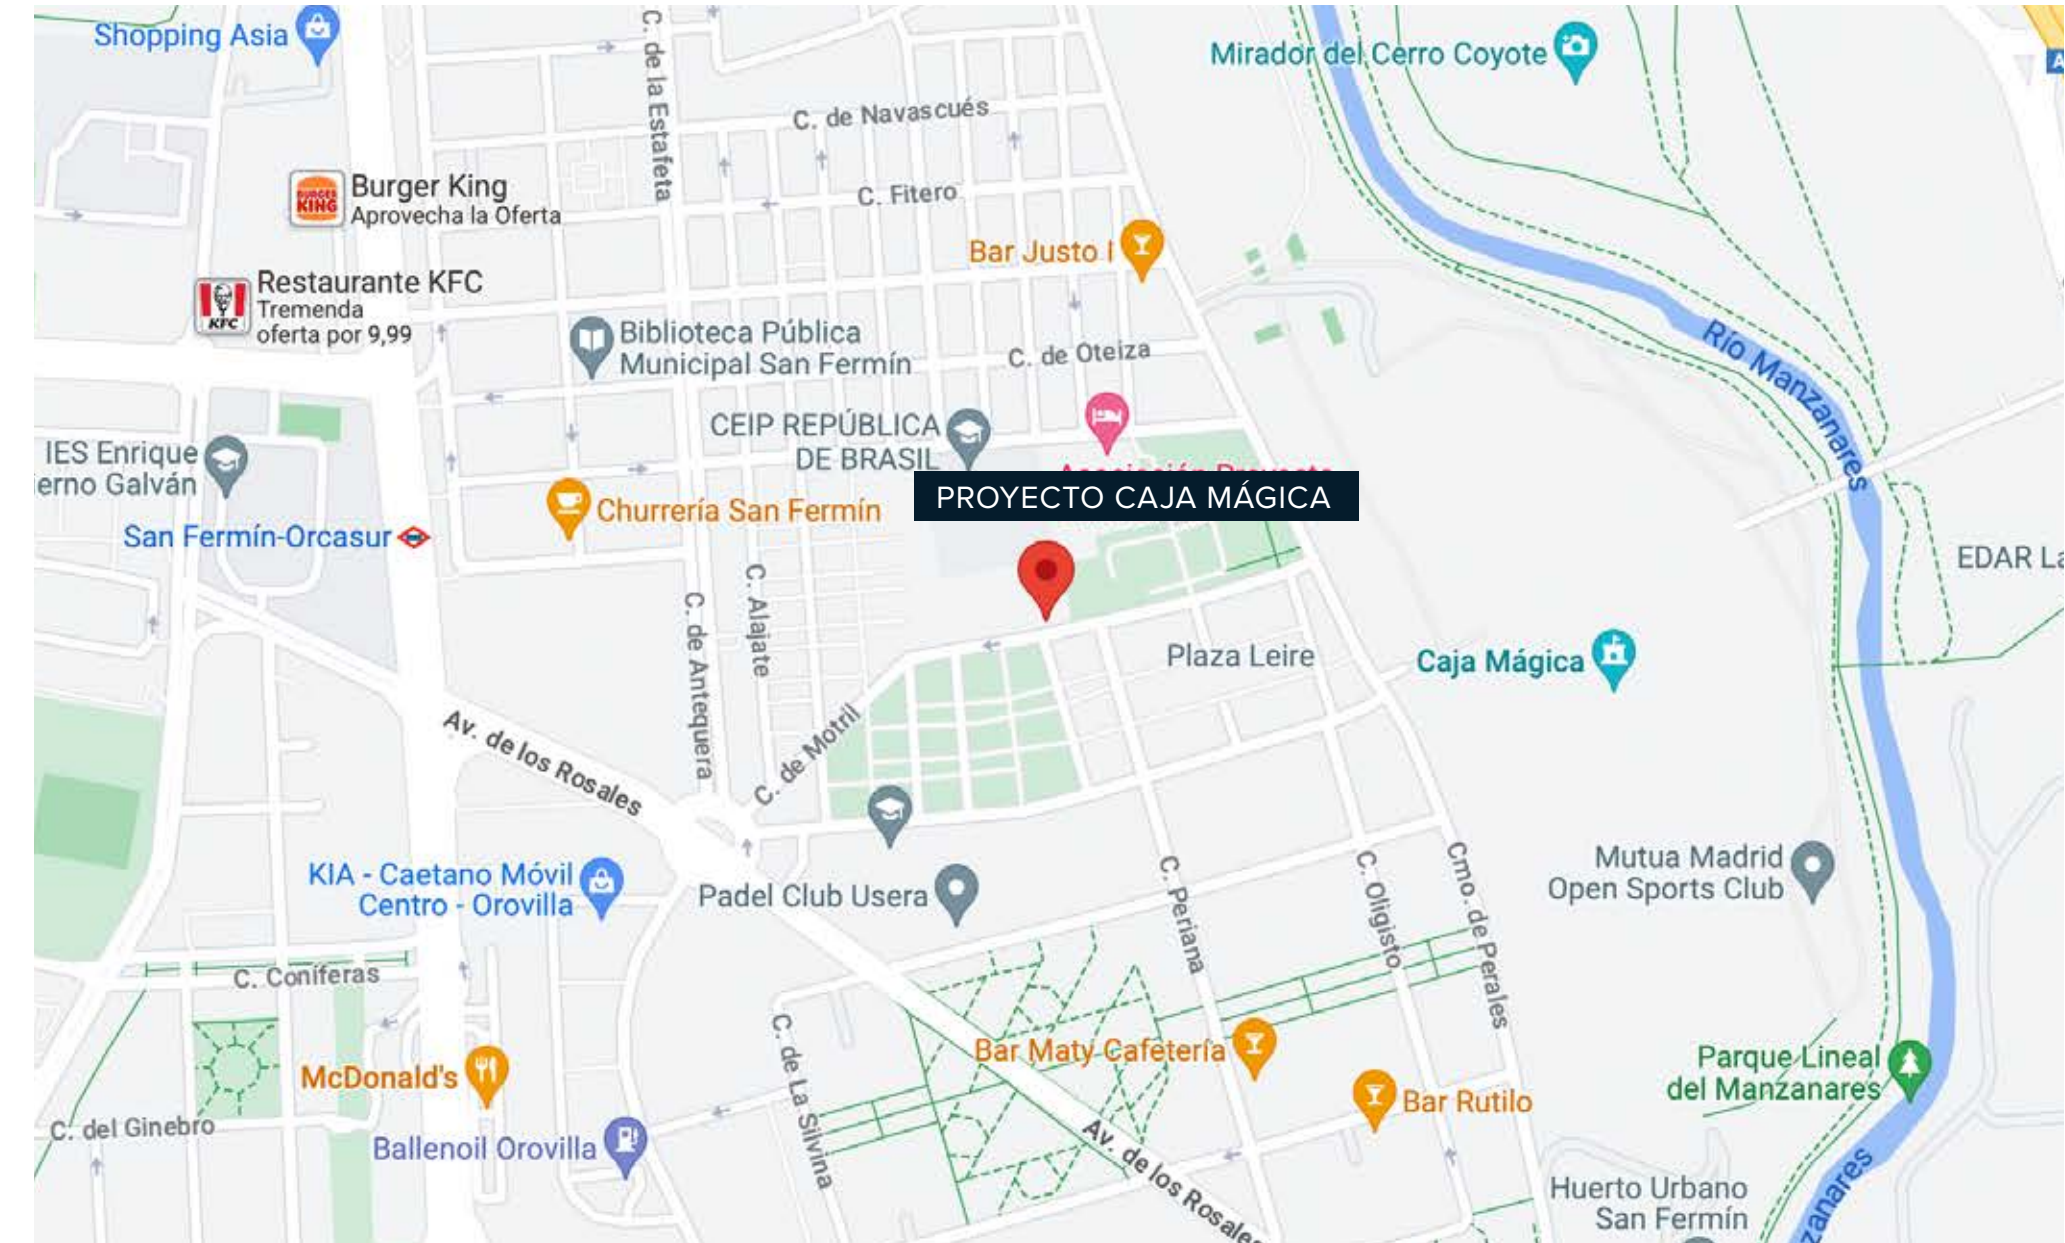 Shopping Asia
C. de la Estafeta
Mirador del Cerro Coyote
A
C. de Navascués
BURGER KING
Burger King
Aprovecha la Oferta
C. Fitero
Bar Justo I
KFC
Restaurante KFC
Tremenda
oferta por 9,99
Biblioteca Pública
Municipal San Fermín
C. de Oteiza
Río Manzanares
CEIP REPÚBLICA
DE BRASIL
IES Enrique
erno Galván
PROYECTO CAJA MÁGICA
Churrería San Fermín
San Fermín-Orcasur
EDAR La
C. Alajate
C. de Antequera
Plaza Leire
Caja Mágica
C. de Motril
Av. de los Rosales
KIA - Caetano Móvil
Centro - Orovilla
Padel Club Usera
Mutua Madrid
Open Sports Club
C. Periana
C. Oligisto
Cmo. de Perales
C. Coníferas
C. de La Silvina
Bar Maty Cafetería
McDonald's
Bar Rutilo
Parque Lineal
del Manzanares
C. del Ginebro
Ballenoil Orovilla
Av. de los Rosales
Huerto Urbano
San Fermín
zanares